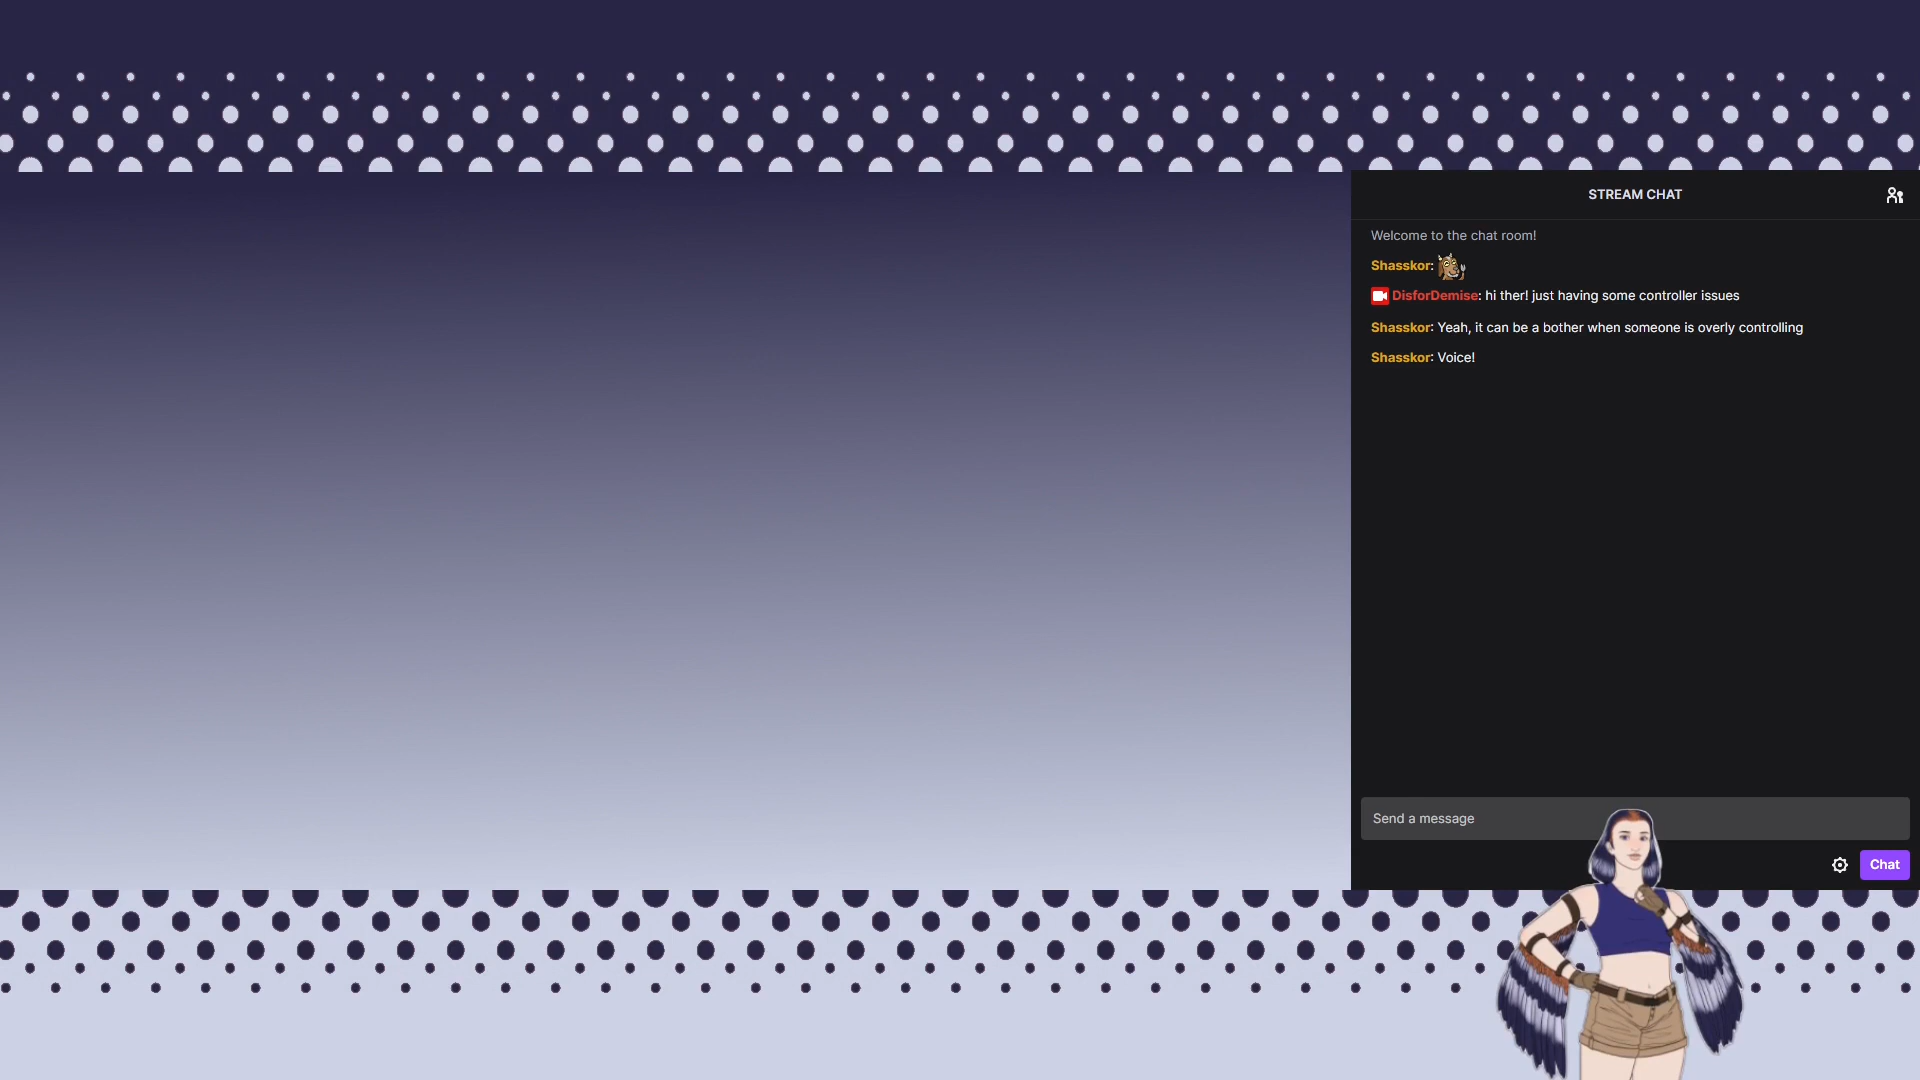 STREAM CHAT
Welcome to the chat room!
Shasskor:
DisforDemise: hi ther! just having some controller issues
Shasskor: Yeah, it can be a bother when someone is overly controlling
Shasskor: Voice!
Send a message
Chat